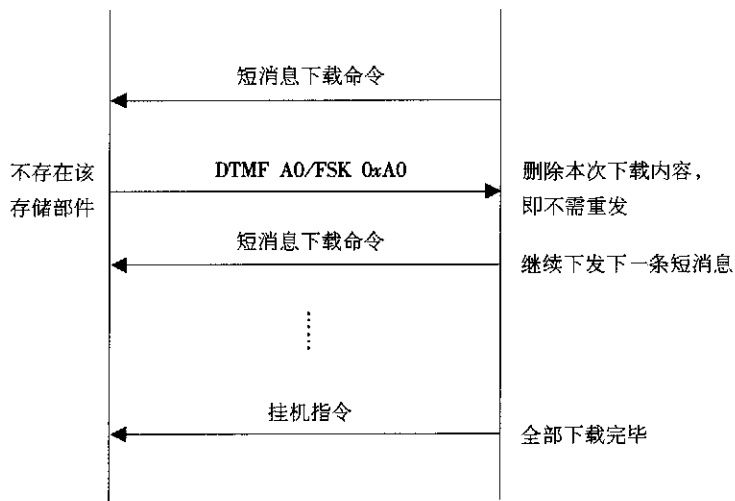 短消息下载命令
不存在该
存储部件
DTMF A0/FSK 0xA0
删除本次下载内容，
即不需重发
短消息下载命令
继续下发下一条短消息
挂机指令
全部下载完毕